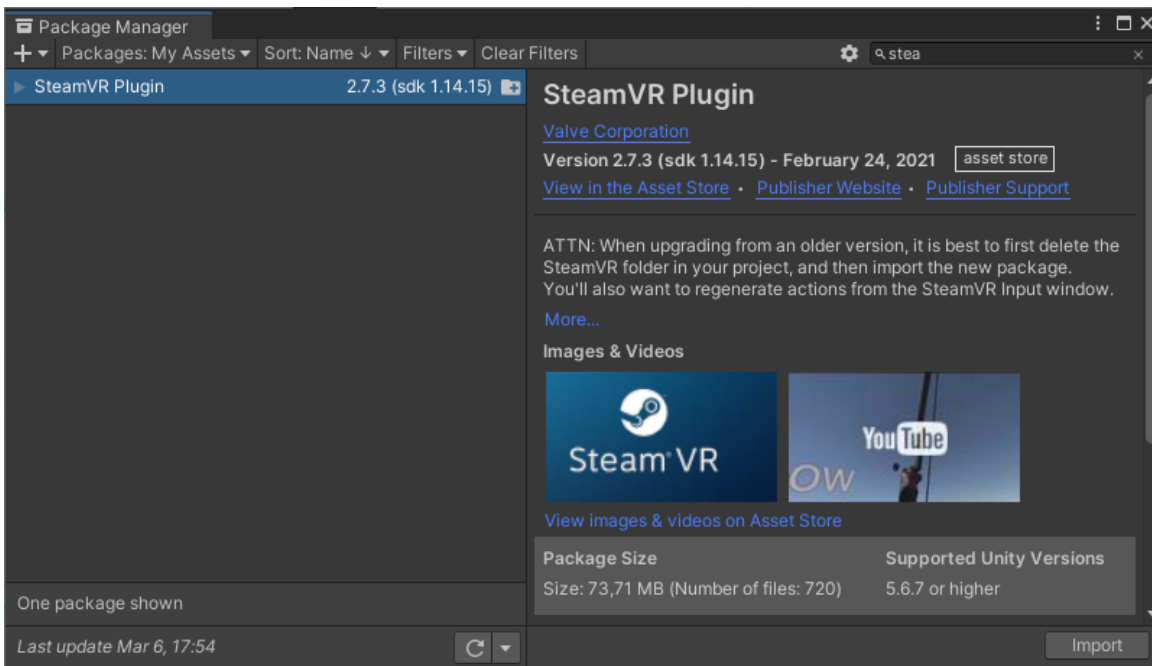 Package Manager
Packages: My Assets Sort: Name ↓ Filters Clear Filters stea
SteamVR Plugin 2.7.3 (sdk 1.14.15)
One package shown
Last update Mar 6, 17:54
SteamVR Plugin
Valve Corporation
Version 2.7.3 (sdk 1.14.15) - February 24, 2021 asset store
View in the Asset Store • Publisher Website • Publisher Support
ATTN: When upgrading from an older version, it is best to first delete the
SteamVR folder in your project, and then import the new package.
You'll also want to regenerate actions from the SteamVR Input window.
More...
Images & Videos
Steam VR
You Tube
OW
View images & videos on Asset Store
Package Size Supported Unity Versions
Size: 73,71 MB (Number of files: 720) 5.6.7 or higher
Import